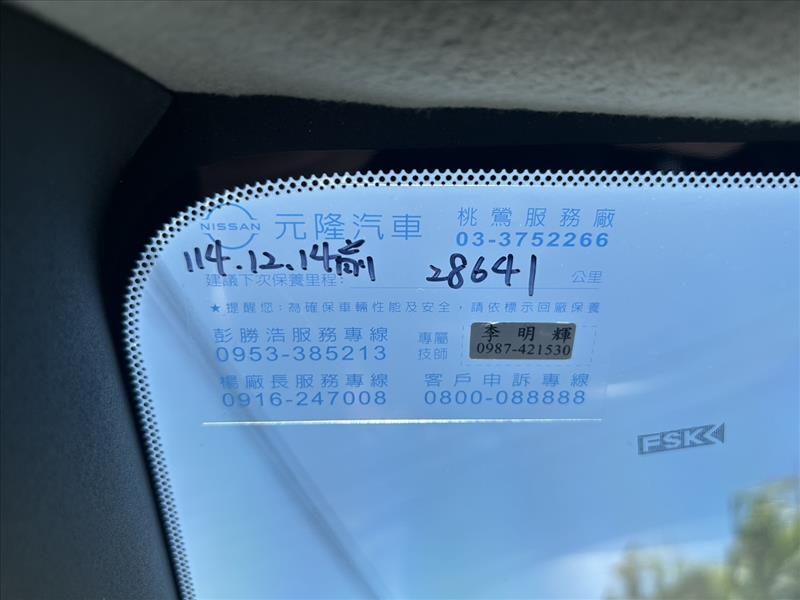 NISSAN 元隆汽車 桃鶯服務廠
03-3752266
114.12.14前 28641
建議下次保養里程: 公里
★提醒您:為確保車輛性能及安全,請依標示回廠保養
彭勝浩服務專線
0953-385213
專屬技師
李明輝
0987-421530
楊廠長服務專線
0916-247008
客戶申訴專線
0800-088888
FSK